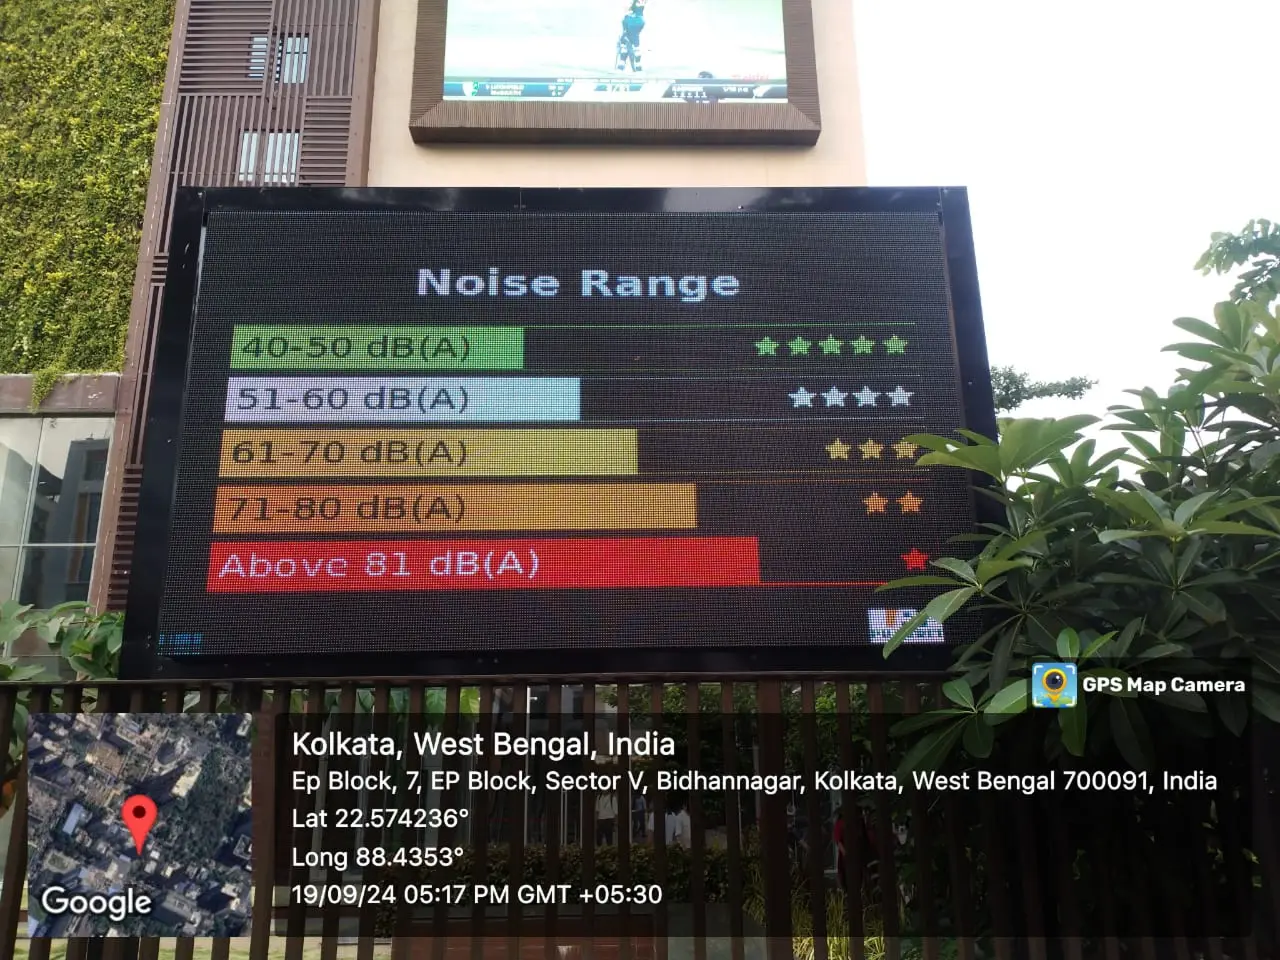 Noise Range
40-50 dB(A)
51-60 dB(A)
61-70 dB(A)
71-80 dB(A)
Above 81 dB(A)
GPS Map Camera
Kolkata, West Bengal, India
Ep Block, 7, EP Block, Sector V, Bidhannagar, Kolkata, West Bengal 700091, India
Lat 22.574236°
Long 88.4353°
19/09/24 05:17 PM GMT +05:30
Google